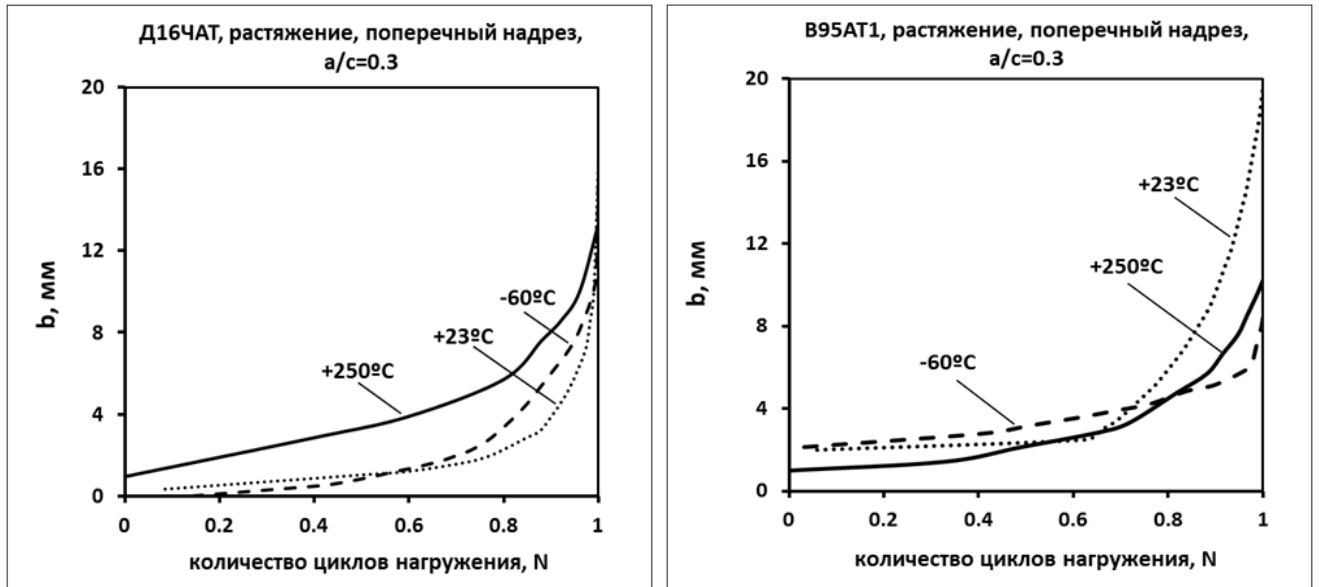 Д16ЧАТ, растяжение, поперечный надрез,
a/c=0.3
20
16
12
8
4
0
b, мм
-60ºC
+23ºC
+250ºC
0
0.2
0.4
0.6
0.8
1
количество циклов нагружения, N
В95АТ1, растяжение, поперечный надрез,
a/c=0.3
20
16
12
8
4
0
b, мм
+23ºC
+250ºC
-60ºC
0
0.2
0.4
0.6
0.8
1
количество циклов нагружения, N